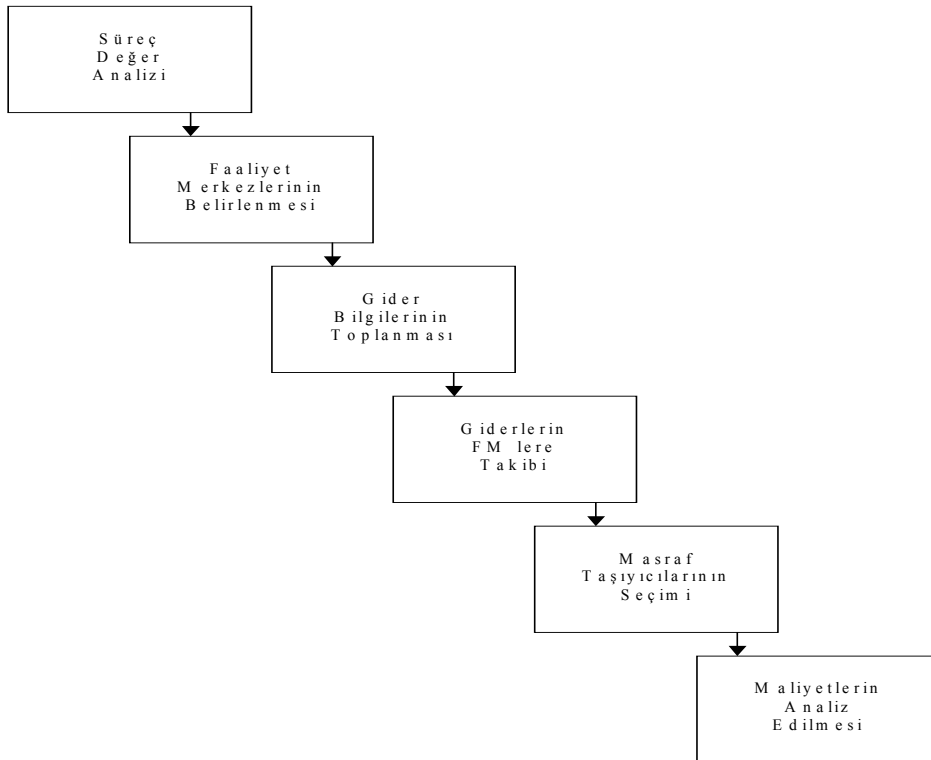 Süreç
Değer
Analizi
Faaliyet
Merkezlerinin
Belirlenmesi
Gider
Bilgilerinin
Toplanması
Giderlerin
FM lere
Takibi
Masraf
Taşıyıcılarının
Seçimi
Maliyetlerin
Analiz
Edilmesi